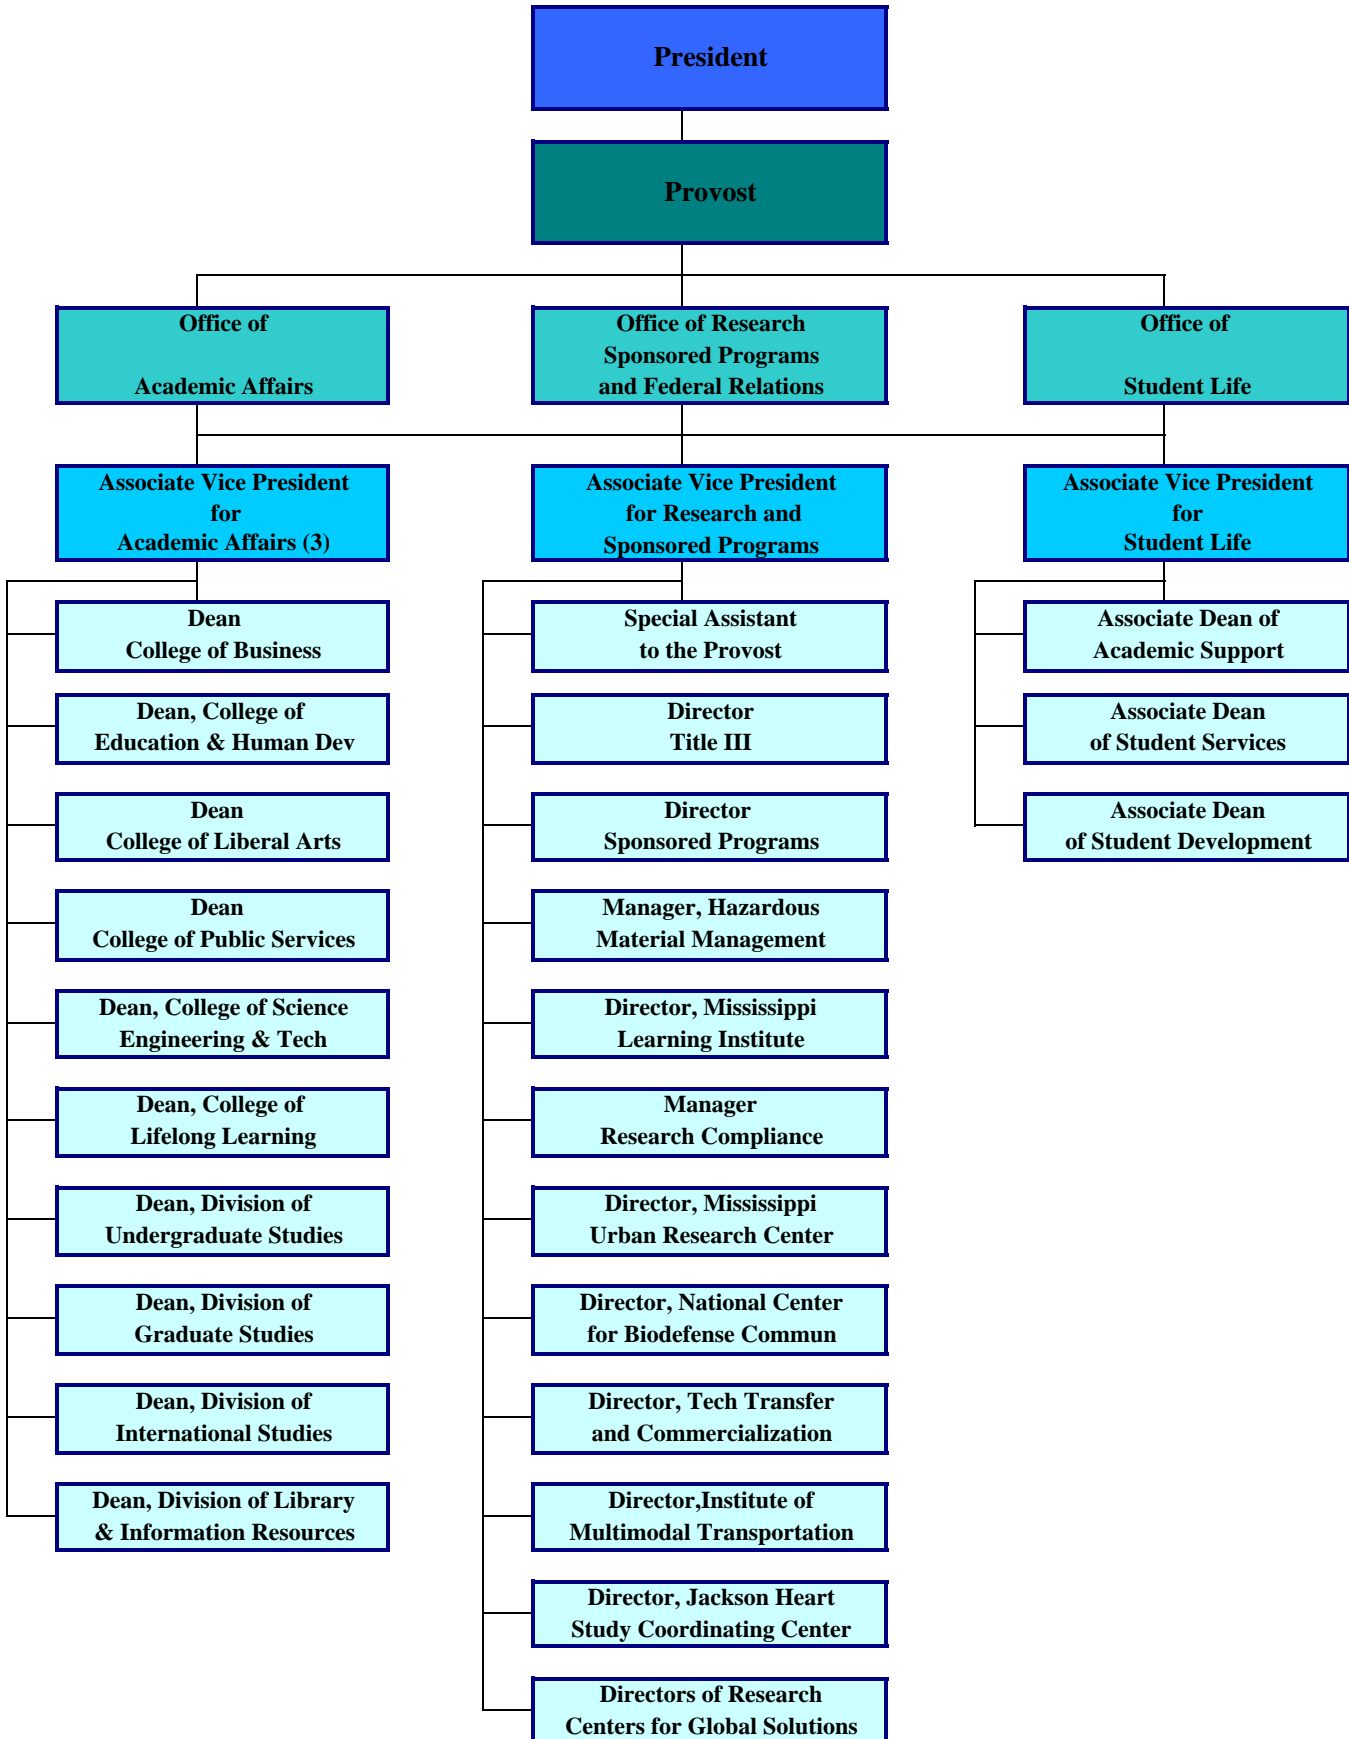 President
Provost
Office of
Academic Affairs
Office of Research
Sponsored Programs
and Federal Relations
Office of
Student Life
Associate Vice President
for
Academic Affairs (3)
Associate Vice President
for Research and
Sponsored Programs
Associate Vice President
for
Student Life
Dean
College of Business
Dean, College of
Education & Human Dev
Dean
College of Liberal Arts
Dean
College of Public Services
Dean, College of Science
Engineering & Tech
Dean, College of
Lifelong Learning
Dean, Division of
Undergraduate Studies
Dean, Division of
Graduate Studies
Dean, Division of
International Studies
Dean, Division of Library
& Information Resources
Special Assistant
to the Provost
Director
Title III
Director
Sponsored Programs
Manager, Hazardous
Material Management
Director, Mississippi
Learning Institute
Manager
Research Compliance
Director, Mississippi
Urban Research Center
Director, National Center
for Biodefense Commun
Director, Tech Transfer
and Commercialization
Director,Institute of
Multimodal Transportation
Director, Jackson Heart
Study Coordinating Center
Directors of Research
Centers for Global Solutions
Associate Dean of
Academic Support
Associate Dean
of Student Services
Associate Dean
of Student Development